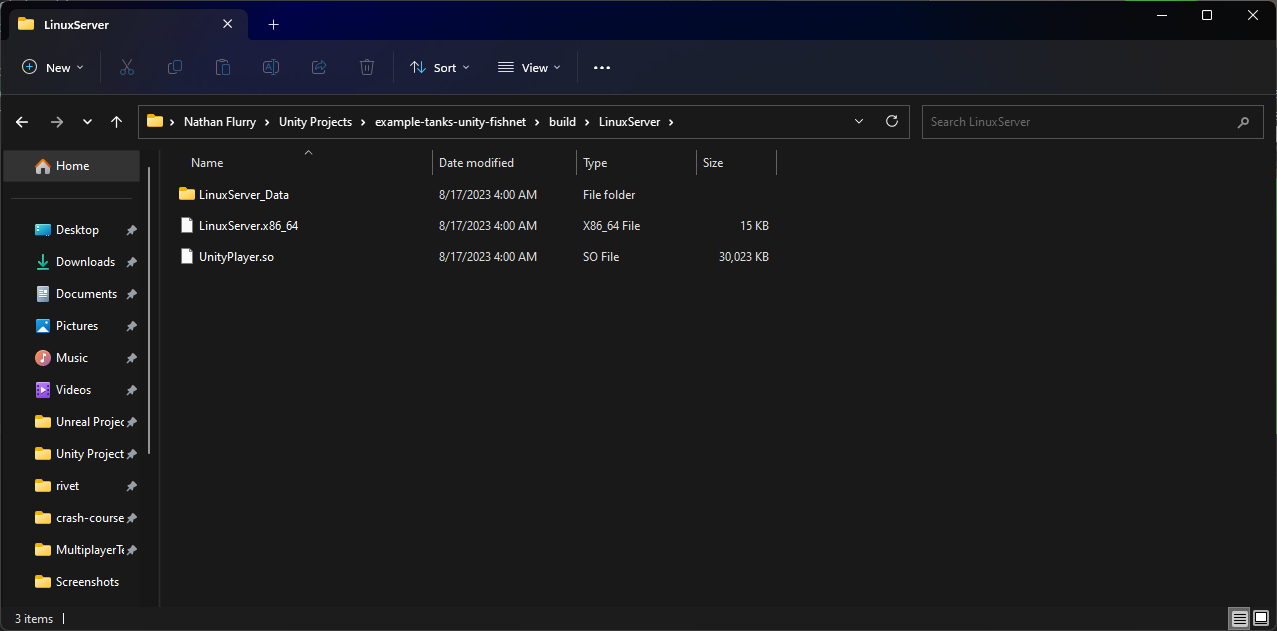 LinuxServer
New
Sort
View
Nathan Flurry > Unity Projects > example-tanks-unity-fishnet > build > LinuxServer >
Search LinuxServer
Home
Desktop
Downloads
Documents
Pictures
Music
Videos
Unreal Projec
Unity Project
rivet
crash-course
MultiplayerTe
Screenshots
Name Date modified Type Size
LinuxServer_Data 8/17/2023 4:00 AM File folder
LinuxServer.x86_64 8/17/2023 4:00 AM X86_64 File 15 KB
UnityPlayer.so 8/17/2023 4:00 AM SO File 30,023 KB
3 items